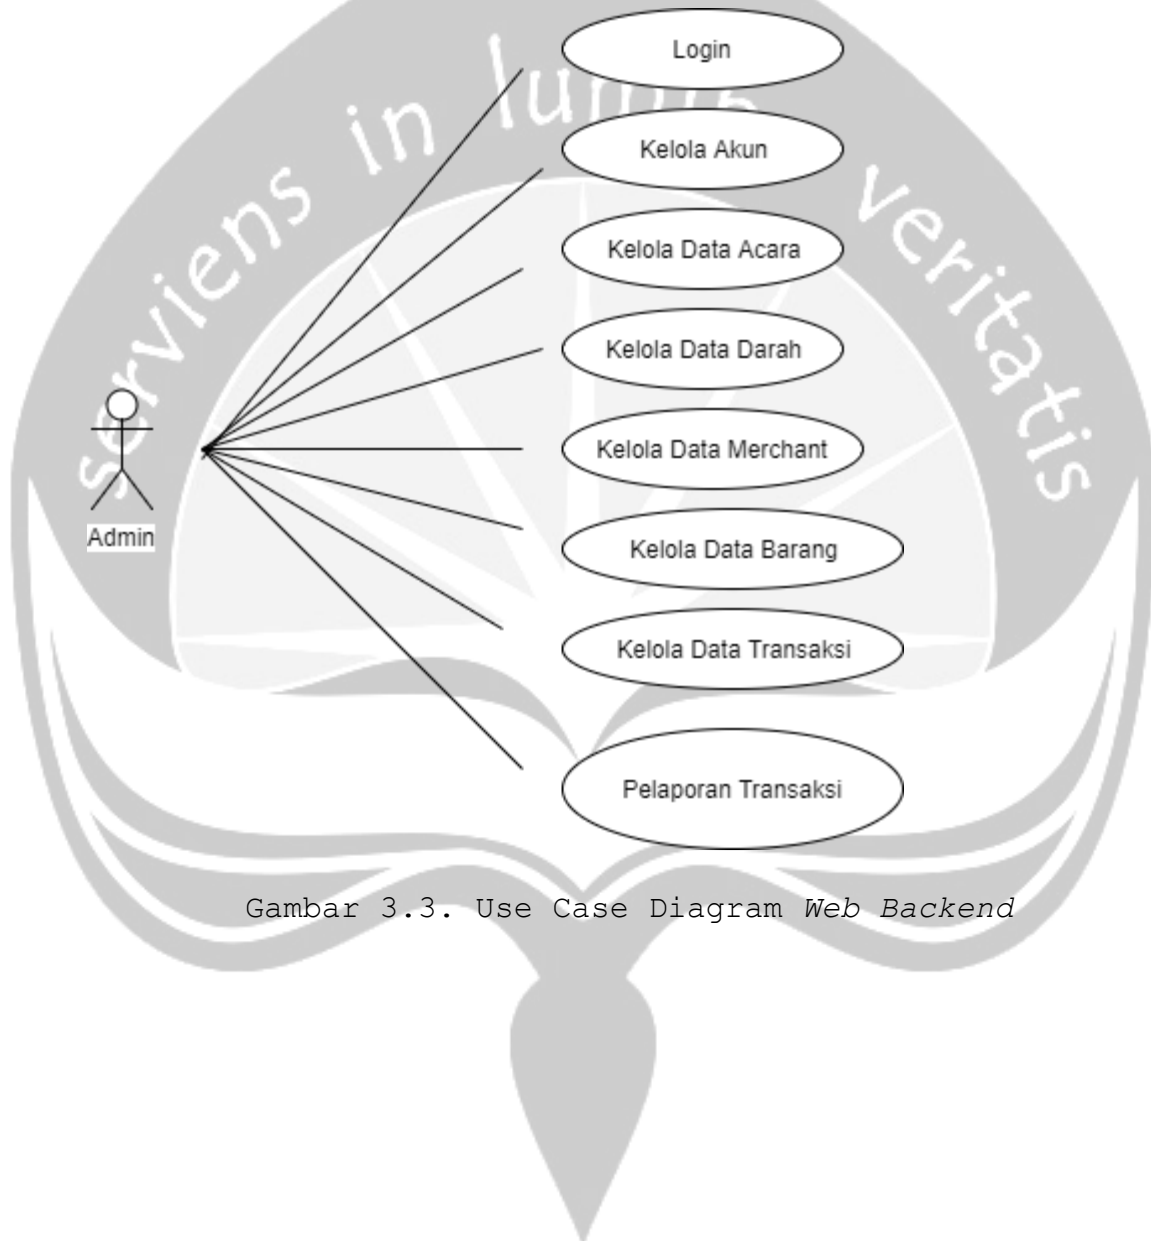 serviens in lumine veritatis
Login
Kelola Akun
Kelola Data Acara
Kelola Data Darah
Kelola Data Merchant
Kelola Data Barang
Kelola Data Transaksi
Pelaporan Transaksi
Admin
Gambar 3.3. Use Case Diagram Web Backend